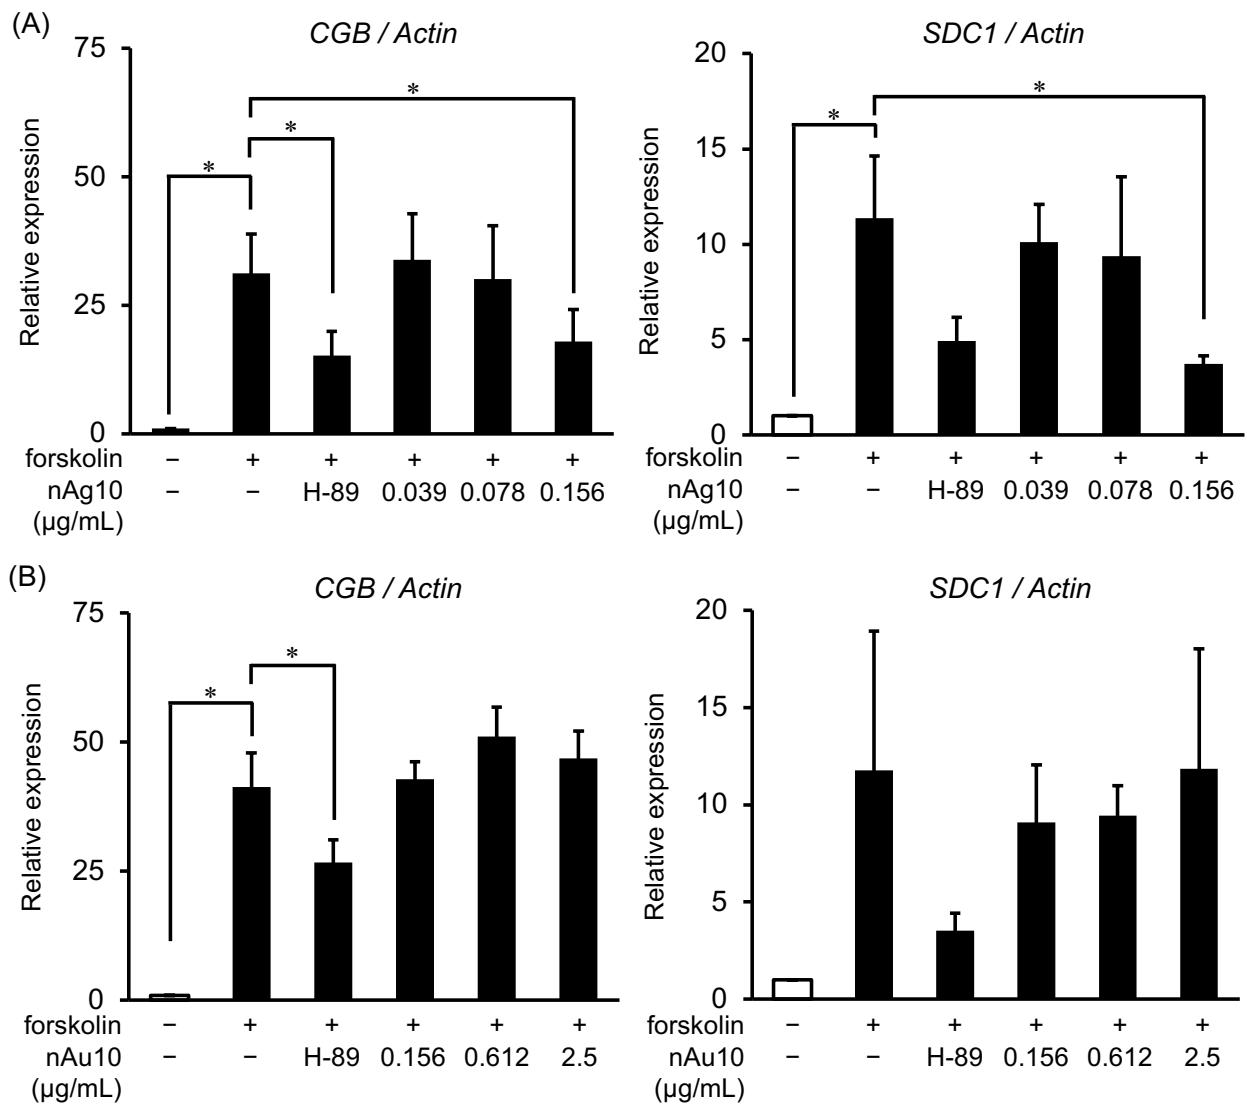 (A)
CGB / Actin
75
50
25
0
Relative expression
*
*
*
forskolin − + + + + +
nAg10 − − H-89 0.039 0.078 0.156
(µg/mL)
SDC1 / Actin
20
15
10
5
0
Relative expression
*
*
forskolin − + + + + +
nAg10 − − H-89 0.039 0.078 0.156
(µg/mL)
(B)
CGB / Actin
75
50
25
0
Relative expression
*
*
forskolin − + + + + +
nAu10 − − H-89 0.156 0.612 2.5
(µg/mL)
SDC1 / Actin
20
15
10
5
0
Relative expression
forskolin − + + + + +
nAu10 − − H-89 0.156 0.612 2.5
(µg/mL)